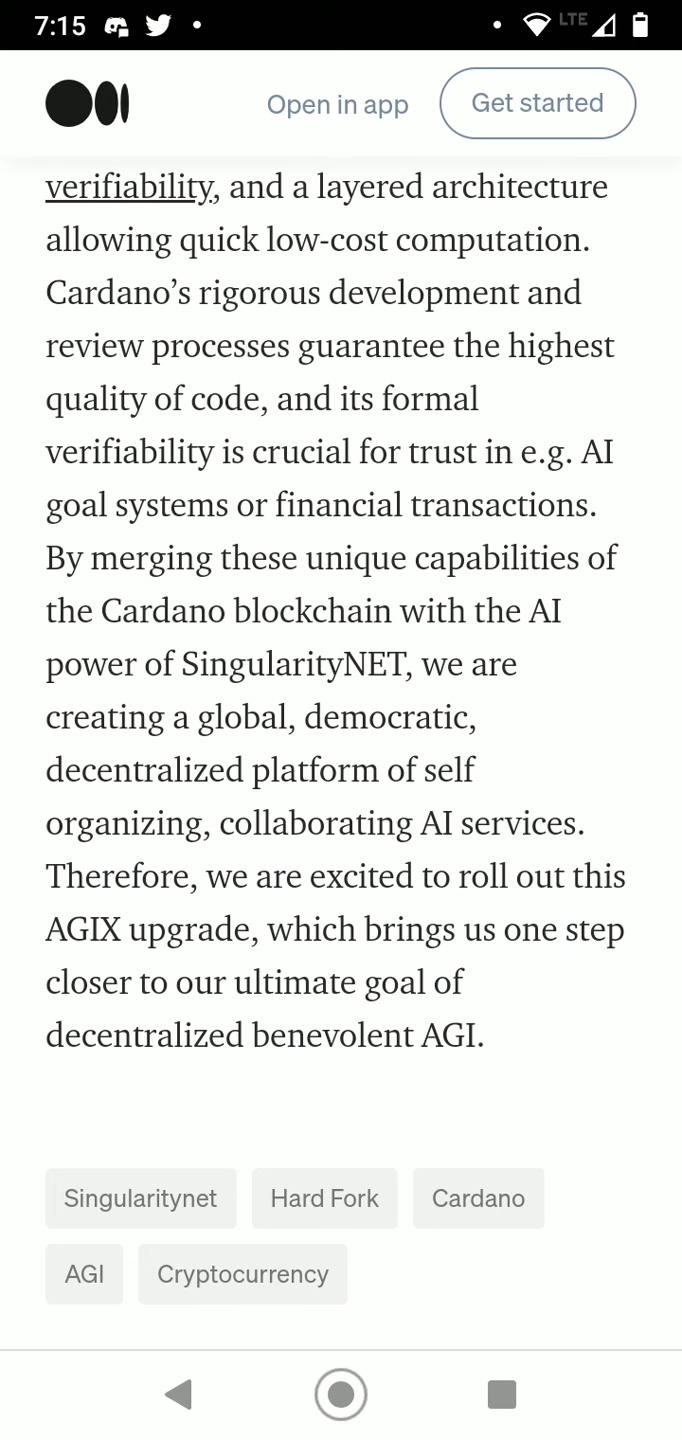 7:15
LTE
Open in app
Get started
verifiability, and a layered architecture
allowing quick low-cost computation.
Cardano’s rigorous development and
review processes guarantee the highest
quality of code, and its formal
verifiability is crucial for trust in e.g. AI
goal systems or financial transactions.
By merging these unique capabilities of
the Cardano blockchain with the AI
power of SingularityNET, we are
creating a global, democratic,
decentralized platform of self
organizing, collaborating AI services.
Therefore, we are excited to roll out this
AGIX upgrade, which brings us one step
closer to our ultimate goal of
decentralized benevolent AGI.
Singularitynet
Hard Fork
Cardano
AGI
Cryptocurrency